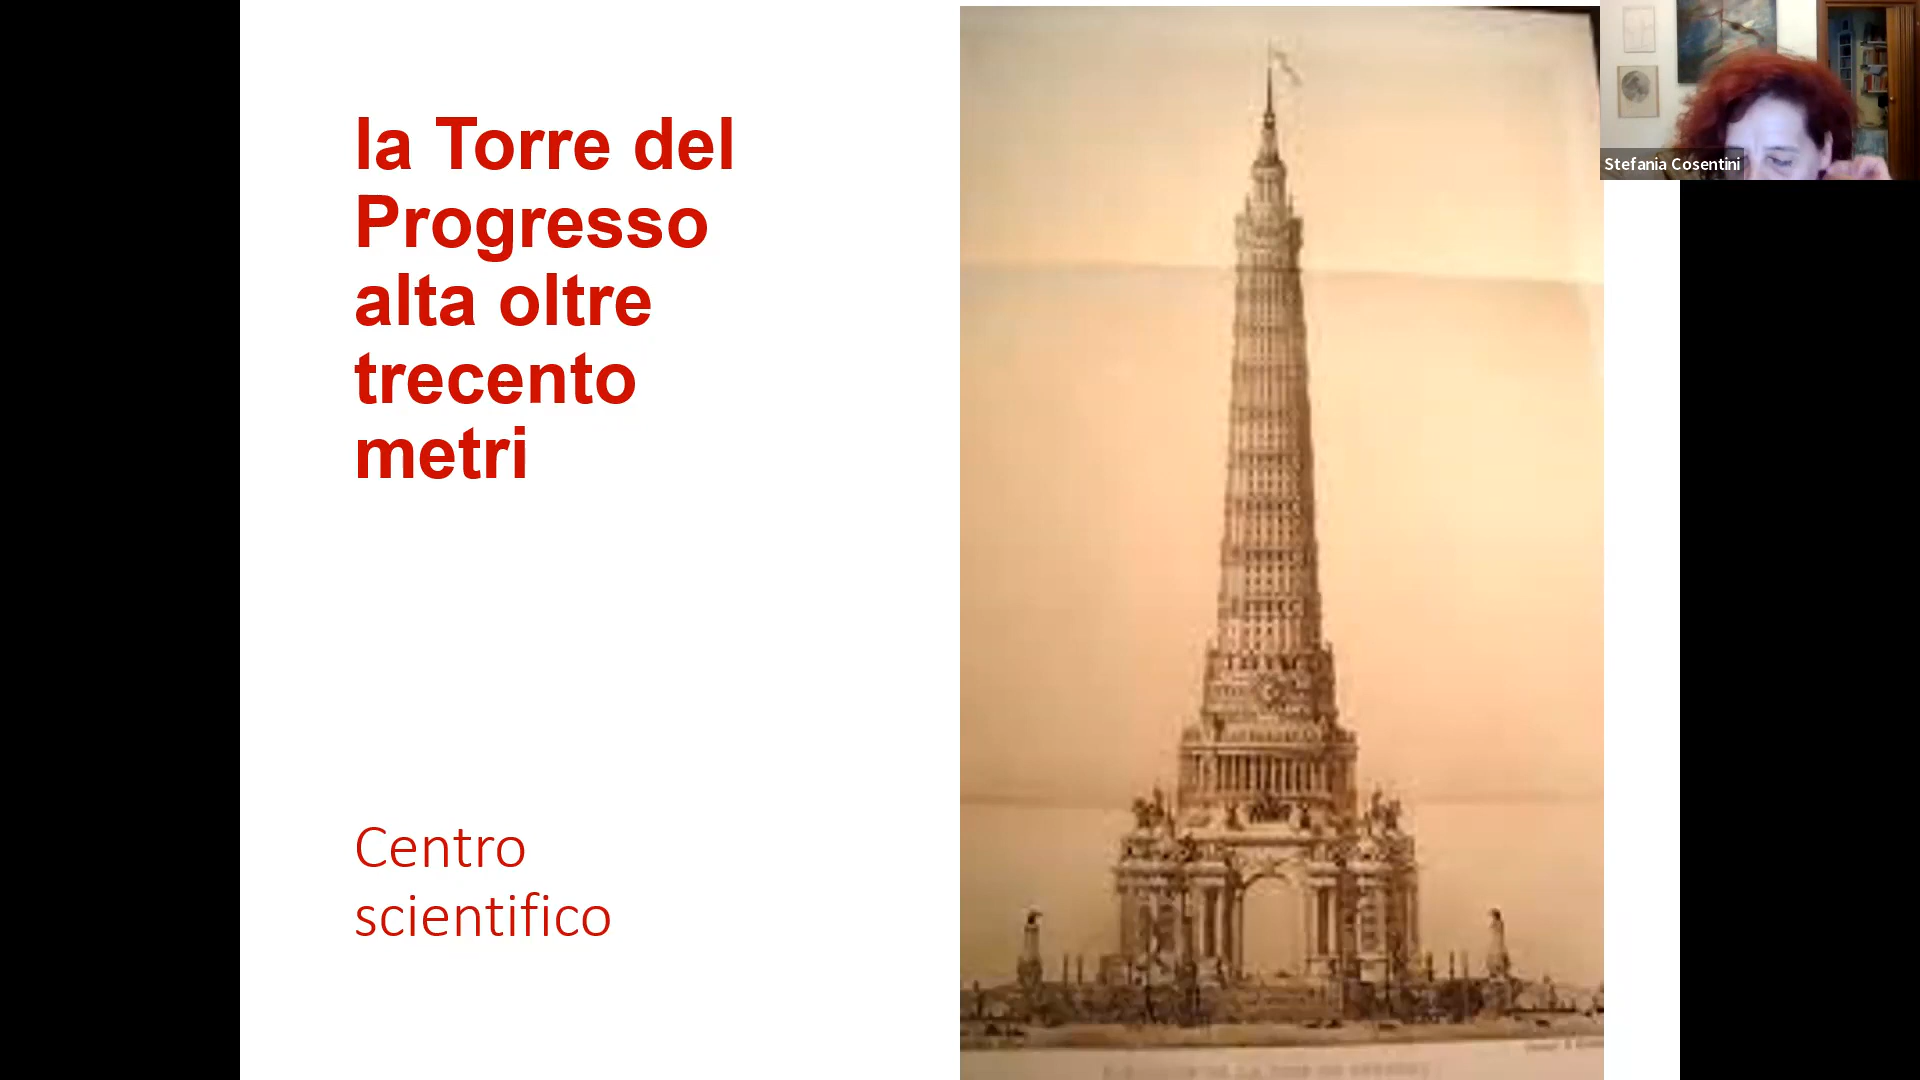 la Torre del
Progresso
alta oltre
trecento
metri
Centro
scientifico
Stefania Cosentini